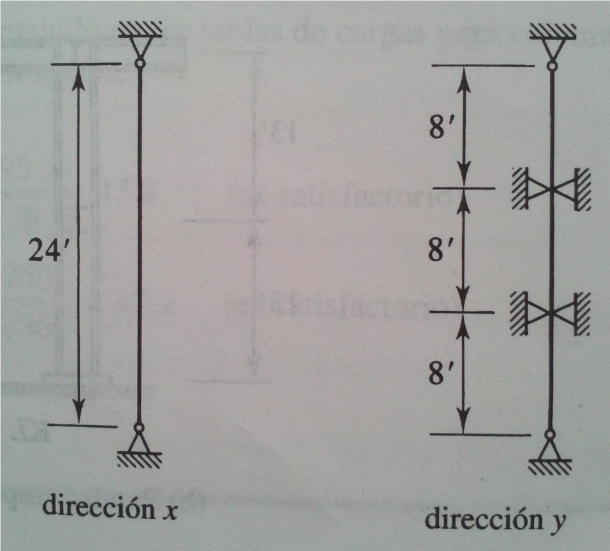 24'
dirección x
8'
8'
8'
dirección y